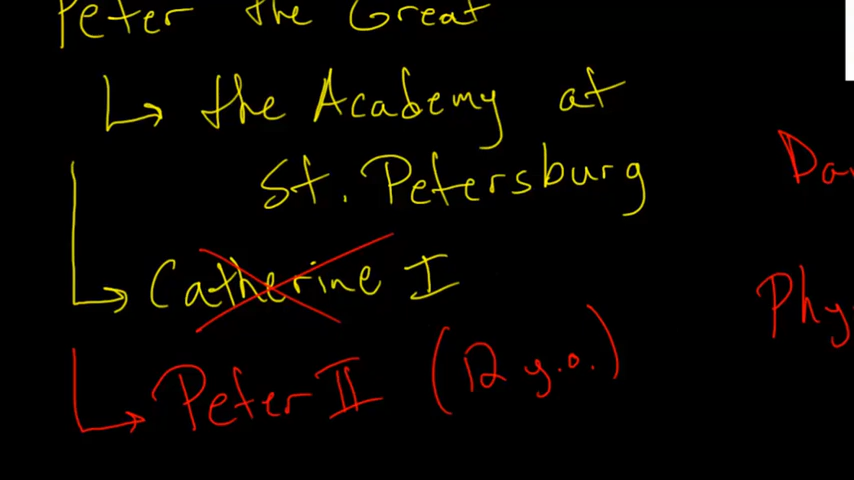 Peter the Great
the Academy at
St. Petersburg
Catherine I
Peter II (12 y.o.)